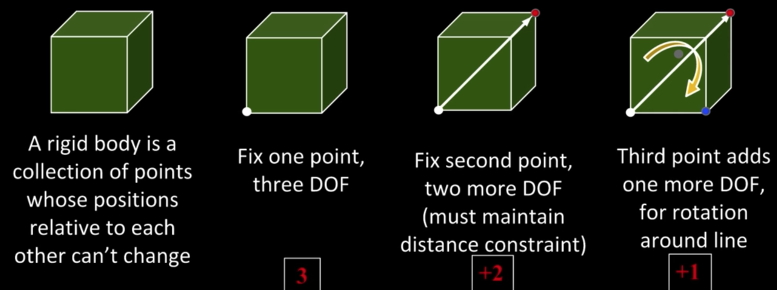 A rigid body is a
collection of points
whose positions
relative to each
other can't change
Fix one point,
three DOF
3
Fix second point,
two more DOF
(must maintain
distance constraint)
+2
Third point adds
one more DOF,
for rotation
around line
+1